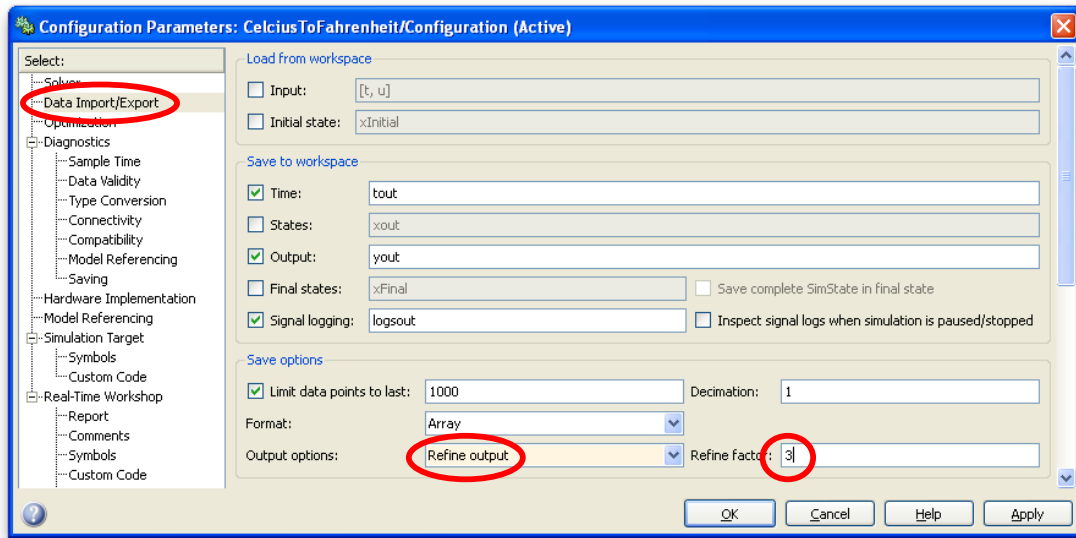 Configuration Parameters: CelciusToFahrenheit/Configuration (Active)
Select:
Solver
Data Import/Export
Optimization
Diagnostics
Sample Time
Data Validity
Type Conversion
Connectivity
Compatibility
Model Referencing
Saving
Hardware Implementation
Model Referencing
Simulation Target
Symbols
Custom Code
Real-Time Workshop
Report
Comments
Symbols
Custom Code
Load from workspace
Input: [t, u]
Initial state: xInitial
Save to workspace
Time: tout
States: xout
Output: yout
Final states: xFinal Save complete SimState in final state
Signal logging: logsout Inspect signal logs when simulation is paused/stopped
Save options
Limit data points to last: 1000 Decimation: 1
Format: Array
Output options: Refine output Refine factor: 3
OK Cancel Help Apply